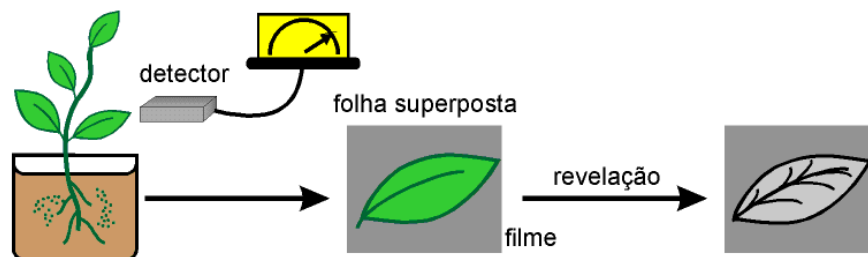 detector
folha superposta
revelação
filme